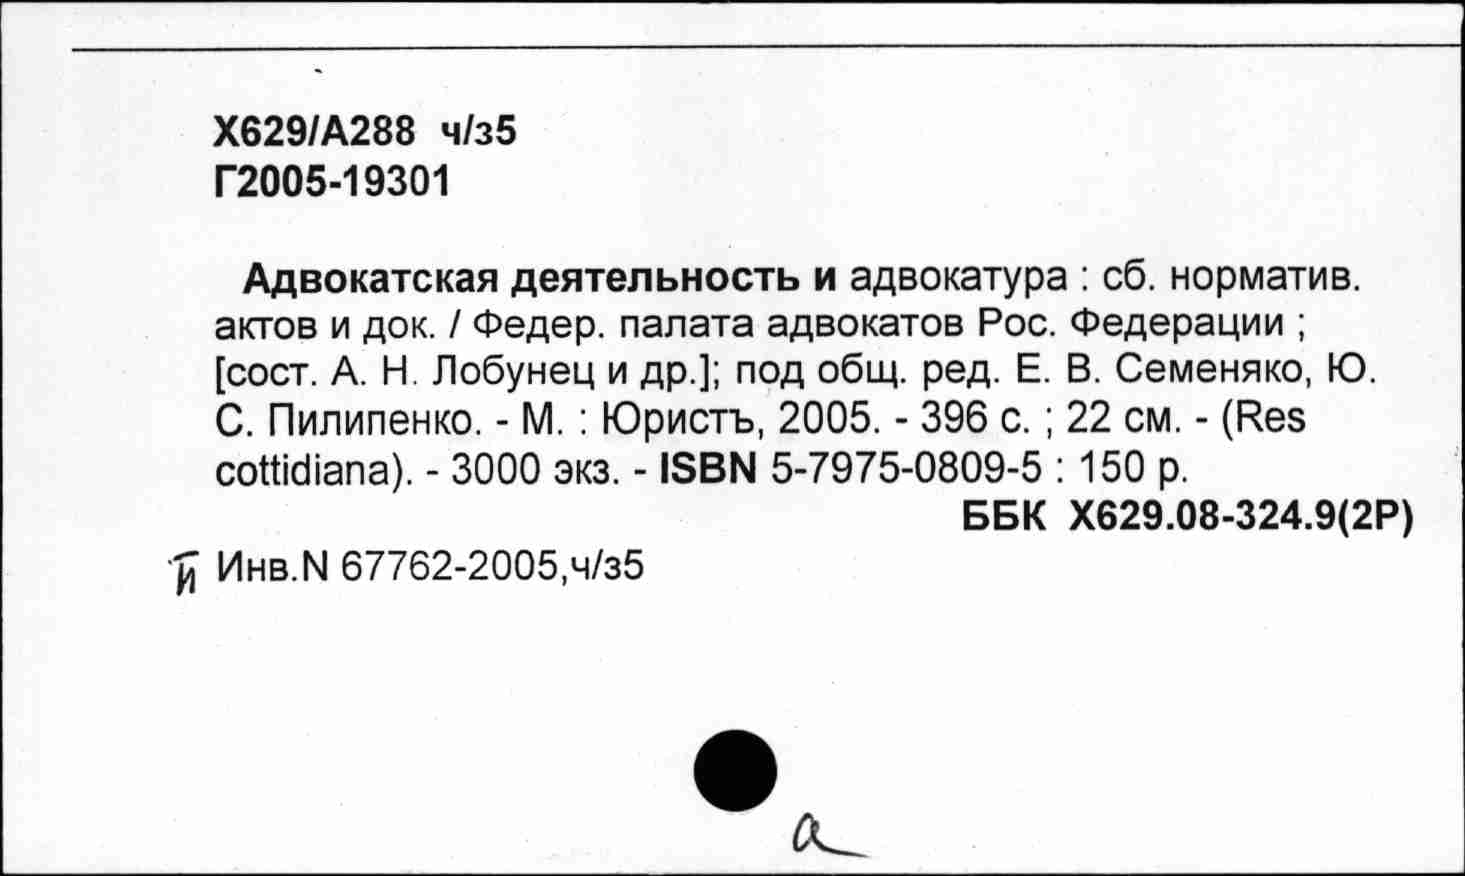 Х629/А288 ч/з5
Г2005-19301
Адвокатская деятельность и адвокатура : сб. норматив.
актов и док. / Федер. палата адвокатов Рос. Федерации ;
[сост. А. Н. Лобунец и др.]; под общ. ред. Е. В. Семеняко, Ю.
С. Пилипенко. - М. : Юристъ, 2005. - 396 с. ; 22 см. - (Res
cottidiana). - 3000 экз. - ISBN 5-7975-0809-5 : 150 р.
ББК Х629.08-324.9(2Р)
Инв.N 67762-2005,ч/з5
а